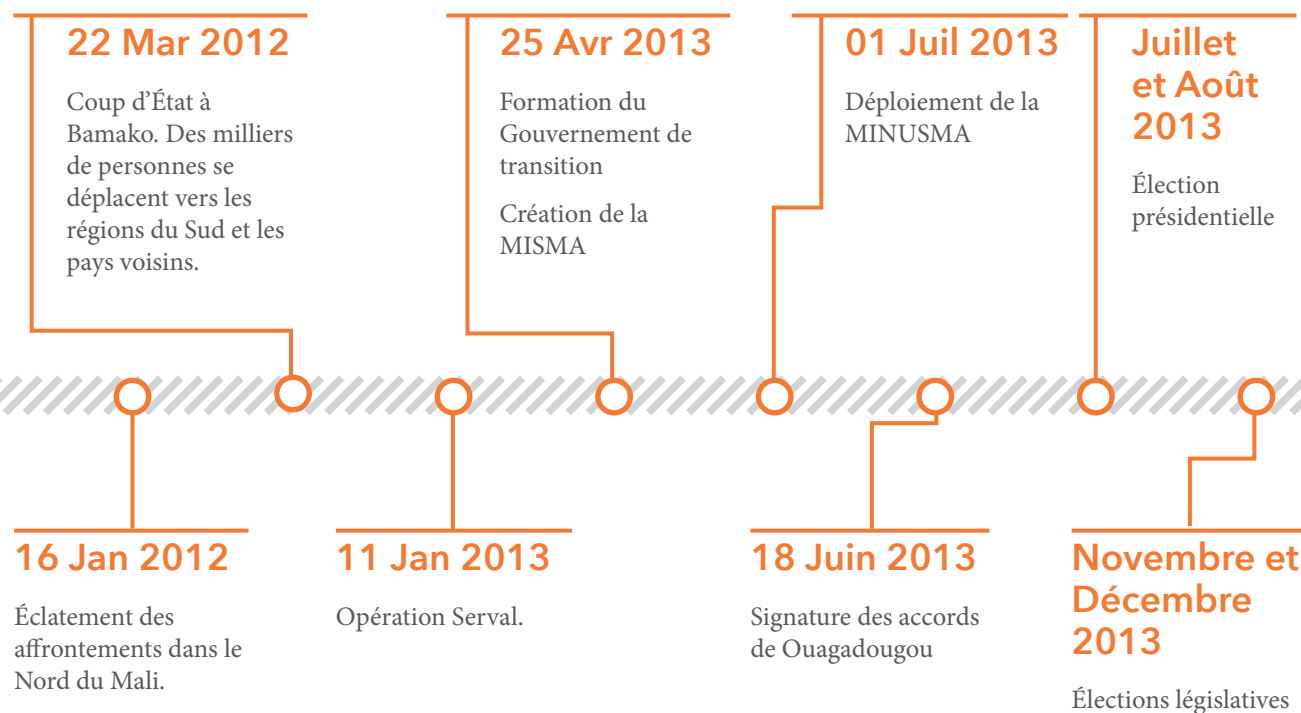 22 Mar 2012
Coup d'État à
Bamako. Des milliers
de personnes se
déplacent vers les
régions du Sud et les
pays voisins.
25 Avr 2013
Formation du
Gouvernement de
transition
Création de la
MISMA
01 Juil 2013
Déploiement de la
MINUSMA
Juillet
et Août
2013
Élection
présidentielle
16 Jan 2012
Éclatement des
affrontements dans le
Nord du Mali.
11 Jan 2013
Opération Serval.
18 Juin 2013
Signature des accords
de Ouagadougou
Novembre et
Décembre
2013
Élections législatives